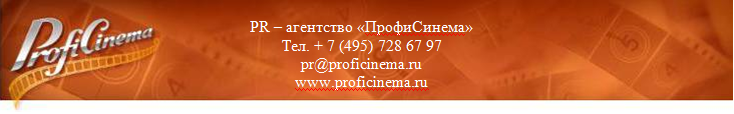 ProfiCinema
PR – агентство «ПрофиСинема»
Тел. + 7 (495) 728 67 97
pr@proficinema.ru
www.proficinema.ru